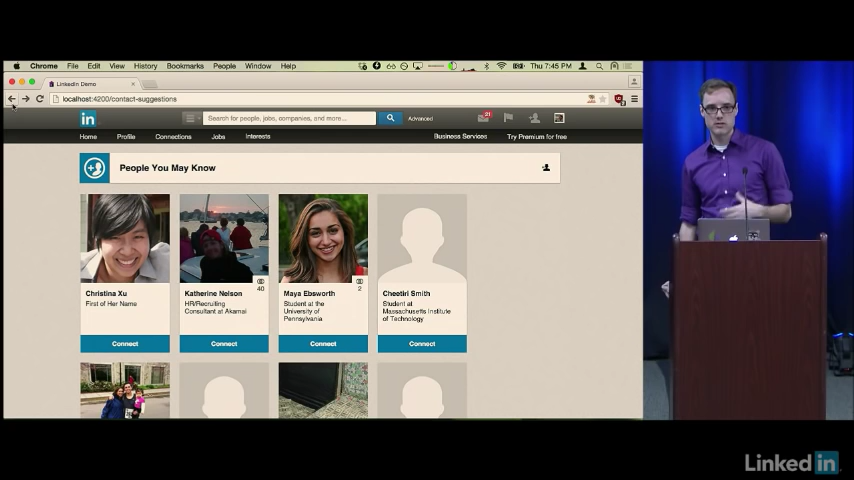 Chrome File Edit View History Bookmarks People Window Help Thu 7:45 PM
LinkedIn Demo
localhost:4200/contact-suggestions
in Search for people, jobs, companies, and more... Advanced 21
Home Profile Connections Jobs Interests Business Services Try Premium for free
People You May Know
40
2
Christina Xu Katherine Nelson Maya Ebsworth Cheetiri Smith
First of Her Name HR/Recruiting Student at the Student at
Consultant at Akamai University of Massachusetts Institute
Pennsylvania of Technology
Connect Connect Connect Connect
LinkedIn